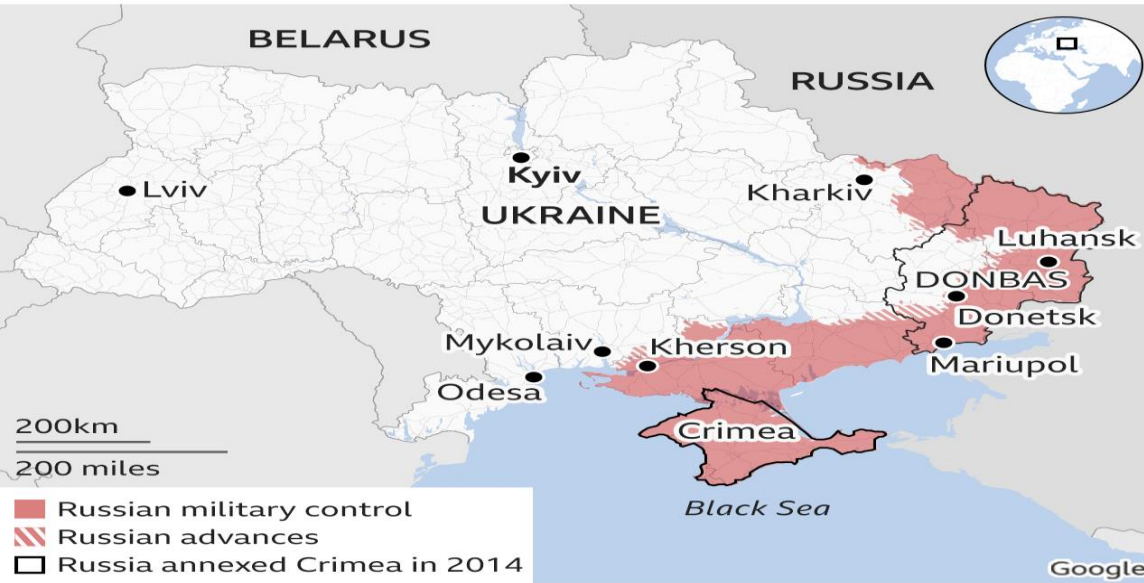 BELARUS
RUSSIA
Kyiv
Lviv
Kharkiv
UKRAINE
Luhansk
DONBAS
Donetsk
Mykolaiv
Kherson
Mariupol
Odesa
Crimea
200km
200 miles
Black Sea
Russian military control
Russian advances
Russia annexed Crimea in 2014
Google